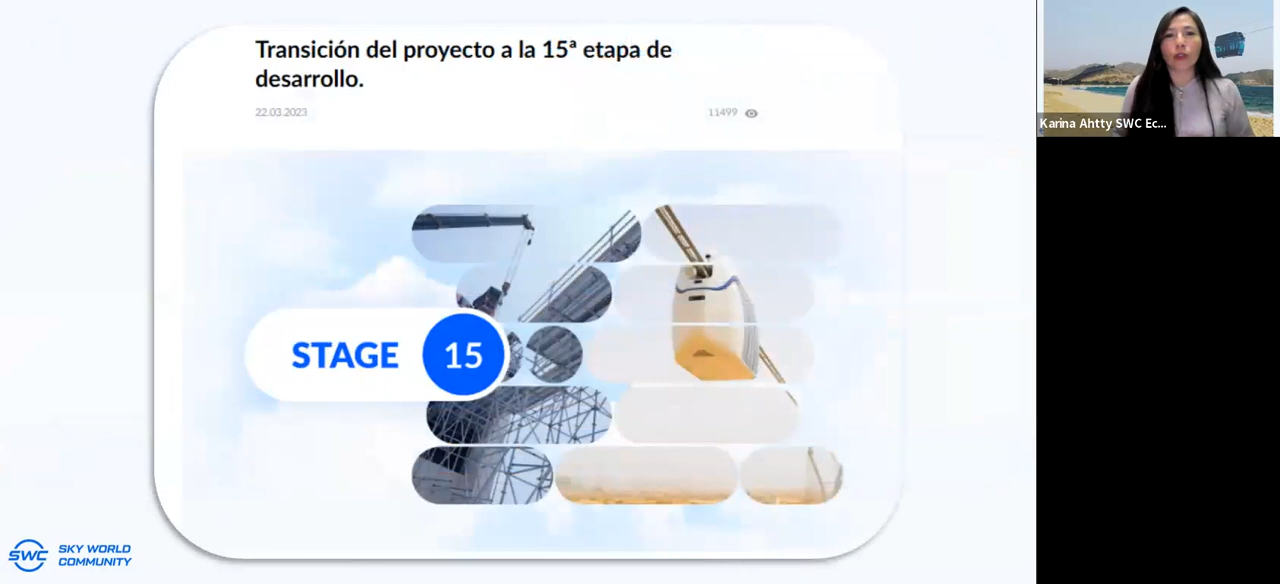 Transición del proyecto a la 15ª etapa de
desarrollo.
22.03.2023
11499
STAGE 15
SWC SKY WORLD
COMMUNITY
Karina Ahtty SWC Ec...